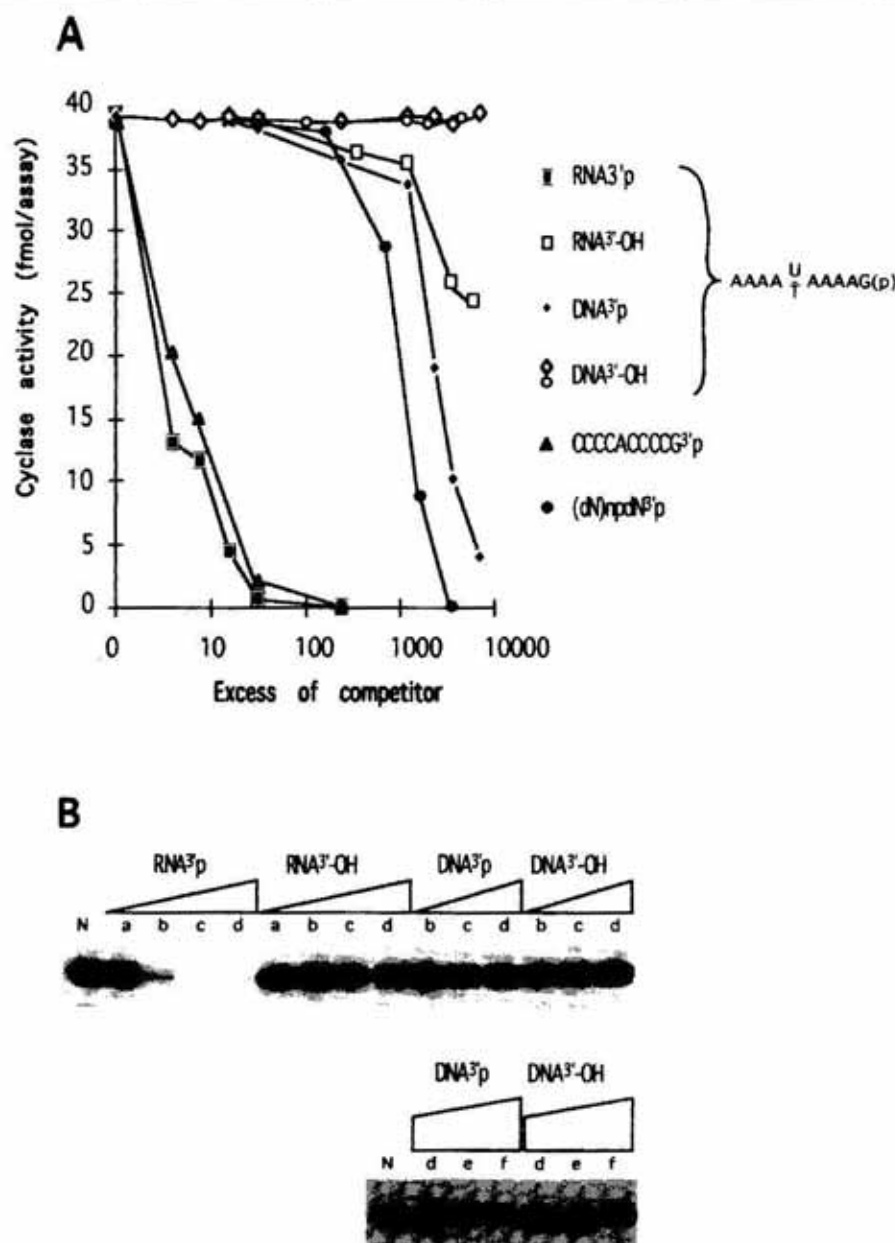 A
Cyclase activity (fmol/assay)
40
35
30
25
20
15
10
5
0
0 10 100 1000 10000
Excess of competitor
RNA3'p
RNA3'-OH
DNA3'p
DNA3'-OH
CCCCACCCCG3'p
(dN)npdN3'p
AAAA U AAAAG(p)
T
B
RNA3'p RNA3'-OH DNA3'p DNA3'-OH
N a b c d a b c d b c d b c d
DNA3'p DNA3'-OH
N d e f d e f